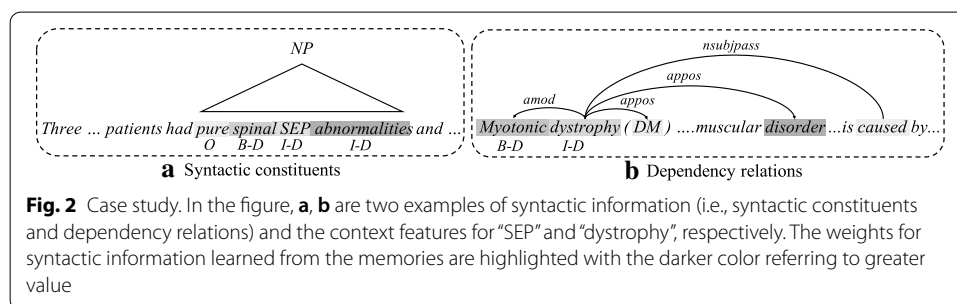 NP
Three ... patients had pure spinal SEP abnormalities and ...
O B-D I-D I-D
a Syntactic constituents
nsubjpass
appos
amod appos
Myotonic dystrophy ( DM ) ....muscular disorder ...is caused by...
B-D I-D
b Dependency relations
Fig. 2 Case study. In the figure, a, b are two examples of syntactic information (i.e., syntactic constituents
and dependency relations) and the context features for “SEP” and “dystrophy”, respectively. The weights for
syntactic information learned from the memories are highlighted with the darker color referring to greater
value